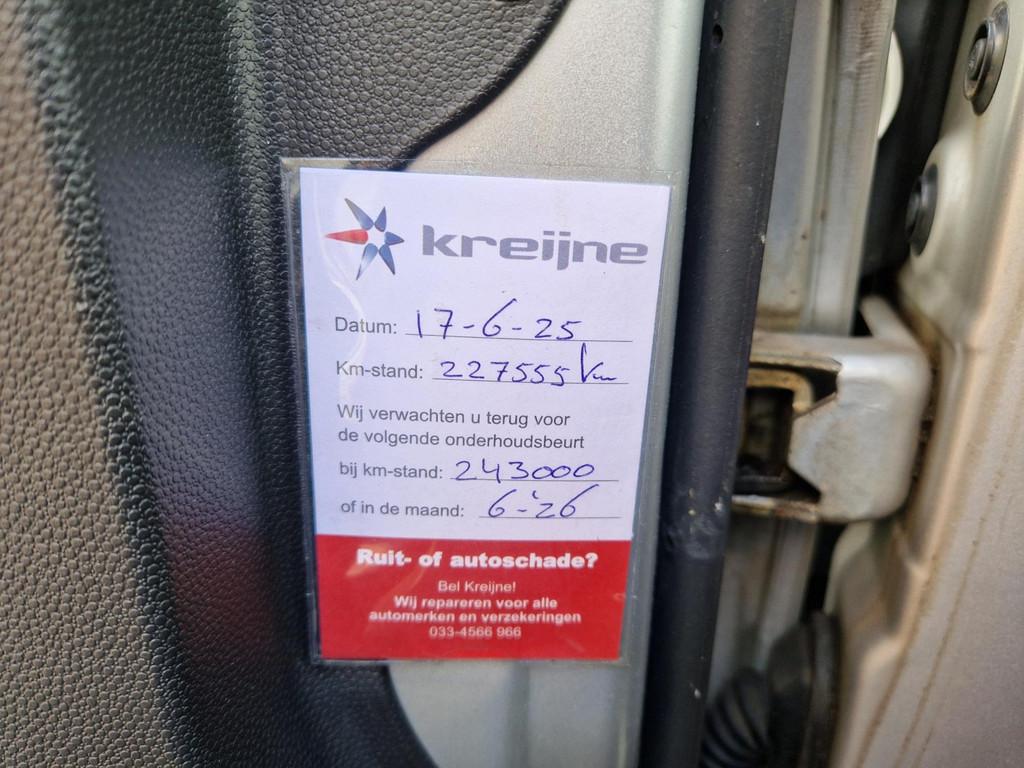 kreijne
Datum: 17-6-25
Km-stand: 227555 km
Wij verwachten u terug voor
de volgende onderhoudsbeurt
bij km-stand: 243000
of in de maand: 6-'26
Ruit- of autoschade?
Bel Kreijne!
Wij repareren voor alle
automerken en verzekeringen
033-4566 966